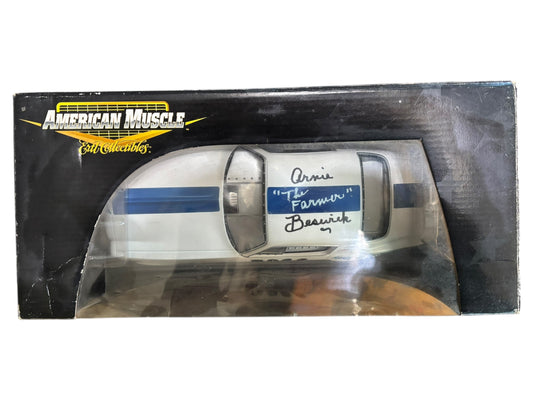 AMERICAN MUSCLE
Ertl Collectibles
Arnie
"The
Farmer"
Beswick